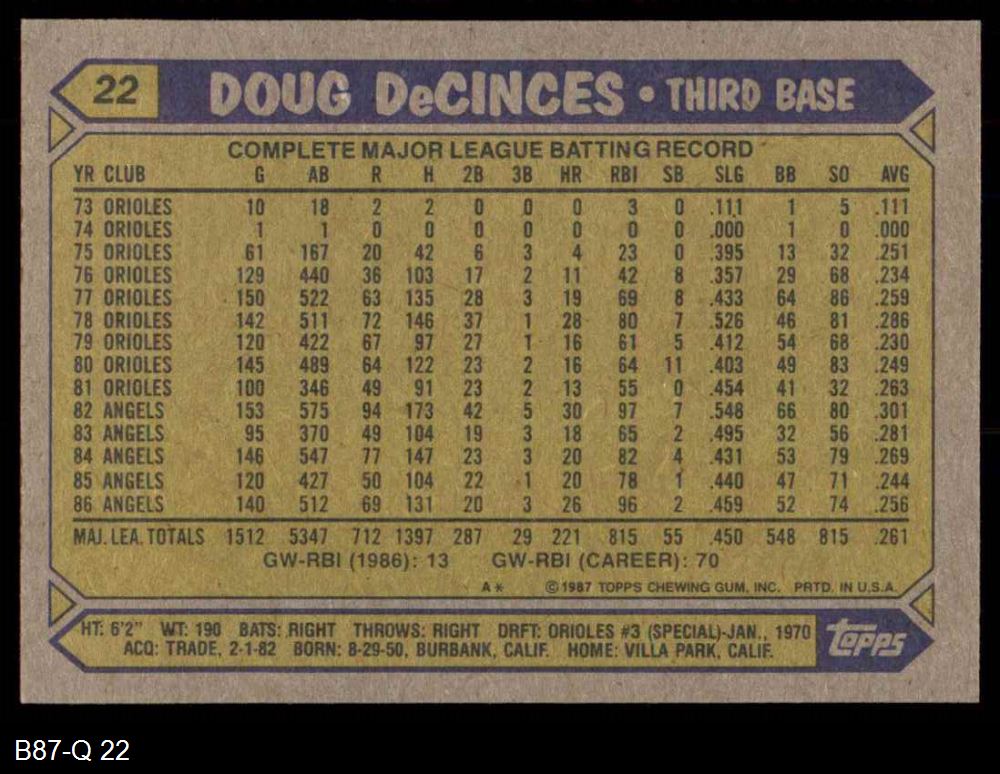 22 DOUG DeCINCES • THIRD BASE
COMPLETE MAJOR LEAGUE BATTING RECORD
YR CLUB G AB R H 2B 3B HR RBI SB SLG BB SO AVG
73 ORIOLES 10 18 2 2 0 0 0 3 0 .111 1 5 .111
74 ORIOLES 1 1 0 0 0 0 0 0 0 .000 1 0 .000
75 ORIOLES 61 167 20 42 6 3 4 23 0 .395 13 32 .251
76 ORIOLES 129 440 36 103 17 2 11 42 8 .357 29 68 .234
77 ORIOLES 150 522 63 135 28 3 19 69 8 .433 64 86 .259
78 ORIOLES 142 511 72 146 37 1 28 80 7 .526 46 81 .286
79 ORIOLES 120 422 67 97 27 1 16 61 5 .412 54 68 .230
80 ORIOLES 145 489 64 122 23 2 16 64 11 .403 49 83 .249
81 ORIOLES 100 346 49 91 23 2 13 55 0 .454 41 32 .263
82 ANGELS 153 575 94 173 42 5 30 97 7 .548 66 80 .301
83 ANGELS 95 370 49 104 19 3 18 65 2 .495 32 56 .281
84 ANGELS 146 547 77 147 23 3 20 82 4 .431 53 79 .269
85 ANGELS 120 427 50 104 22 1 20 78 1 .440 47 71 .244
86 ANGELS 140 512 69 131 20 3 26 96 2 .459 52 74 .256
MAJ. LEA. TOTALS 1512 5347 712 1397 287 29 221 815 55 .450 548 815 .261
GW-RBI (1986): 13 GW-RBI (CAREER): 70
A* ©1987 TOPPS CHEWING GUM, INC. PRTD. IN U.S.A.
HT: 6'2" WT: 190 BATS: RIGHT THROWS: RIGHT DRFT: ORIOLES #3 (SPECIAL)-JAN., 1970
ACQ: TRADE, 2-1-82 BORN: 8-29-50, BURBANK, CALIF. HOME: VILLA PARK, CALIF.
topps
B87-Q 22